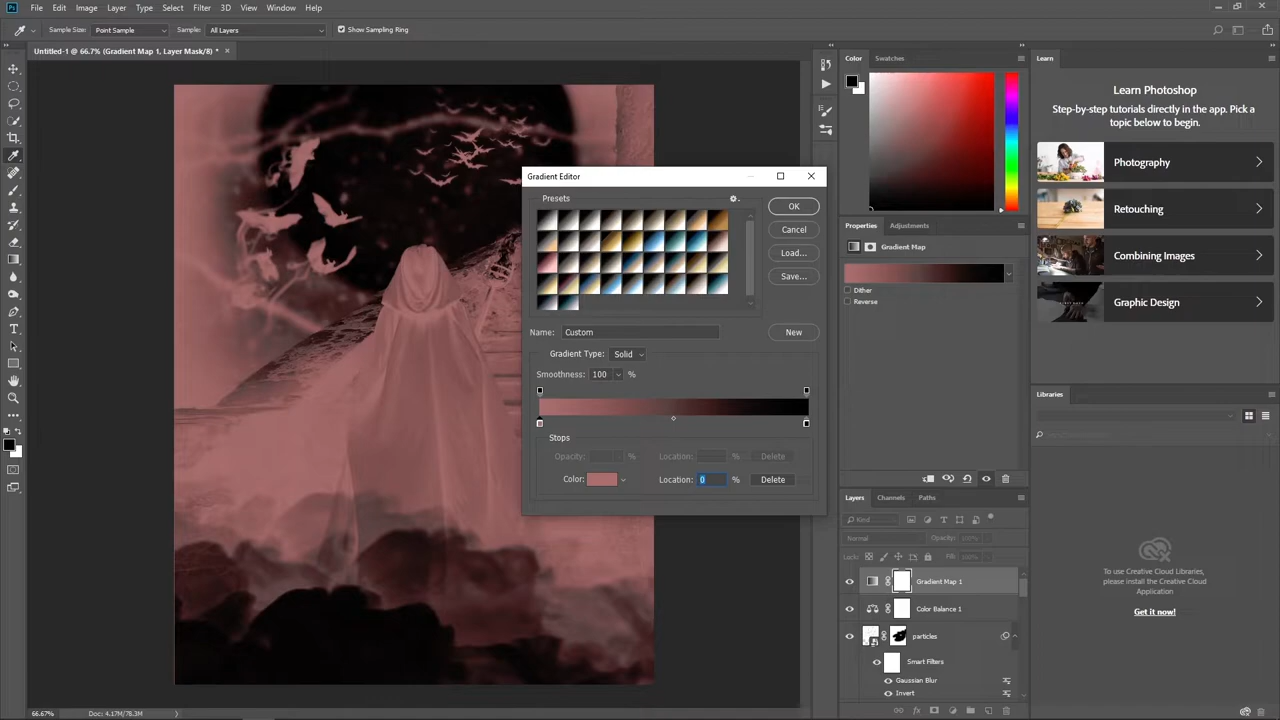 Ps File Edit Image Layer Type Select Filter 3D View Window Help
Sample Size: Point Sample Sample: All Layers Show Sampling Ring
Untitled-1 @ 66.7% (Gradient Map 1, Layer Mask/8) * ×
Gradient Editor
Presets
OK
Cancel
Load...
Save...
Name: Custom
New
Gradient Type: Solid
Smoothness: 100 %
Stops
Opacity: % Location: % Delete
Color: Location: 0 % Delete
66.67% Doc: 4.17M/78.3M
Color Swatches
Properties Adjustments
Gradient Map
Dither
Reverse
Layers Channels Paths
Kind
Normal Opacity: 100%
Lock: Fill: 100%
Gradient Map 1
Color Balance 1
particles
Smart Filters
Gaussian Blur
Invert
Learn
Learn Photoshop
Step-by-step tutorials directly in the app. Pick a
topic below to begin.
Photography
Retouching
Combining Images
Graphic Design
Libraries
To use Creative Cloud Libraries,
please install the Creative Cloud
Application
Get it now!